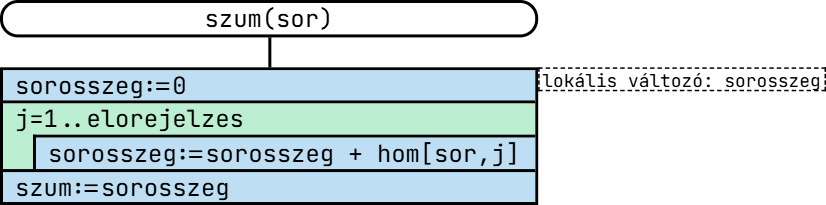 szum(sor)
sorosszeg:=0
lokális változó: sorosszeg
j=1..elorejelzes
sorosszeg:=sorosszeg + hom[sor,j]
szum:=sorosszeg